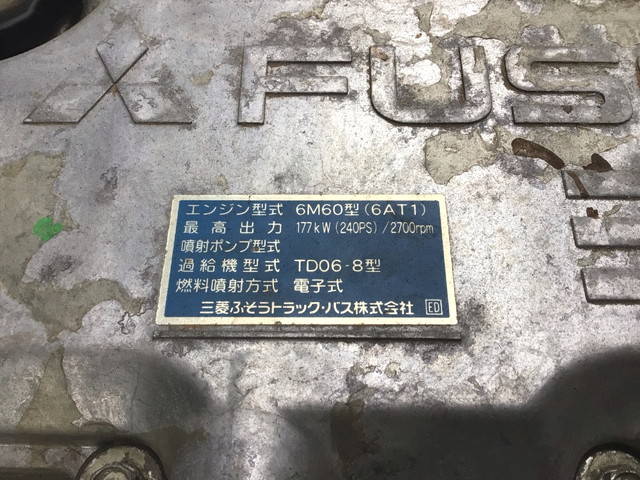 FUS
エンジン型式 6M60型(6AT1)
最高出力 177kW(240PS)/2700rpm
噴射ポンプ型式
過給機型式 TD06-8型
燃料噴射方式 電子式
三菱ふそうトラック・バス株式会社 ED